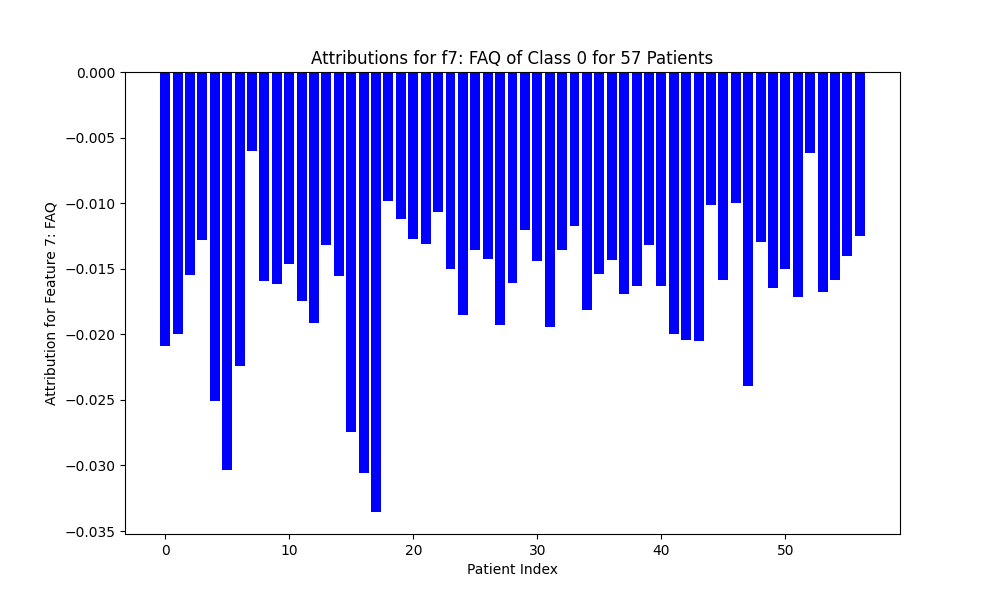 Attributions for f7: FAQ of Class 0 for 57 Patients
Attribution for Feature 7: FAQ
0.000
−0.005
−0.010
−0.015
−0.020
−0.025
−0.030
−0.035
0 10 20 30 40 50
Patient Index